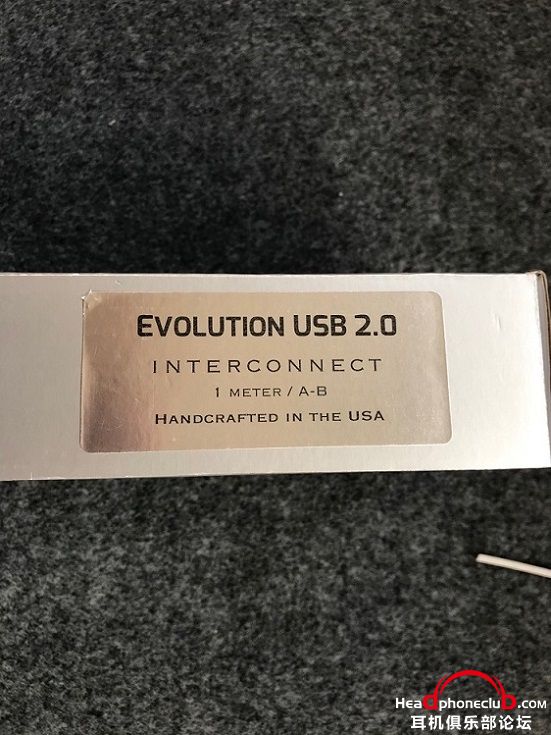 EVOLUTION USB 2.0
INTERCONNECT
1 METER / A-B
HANDCRAFTED IN THE USA
Headphoneclub.com
耳机俱乐部论坛